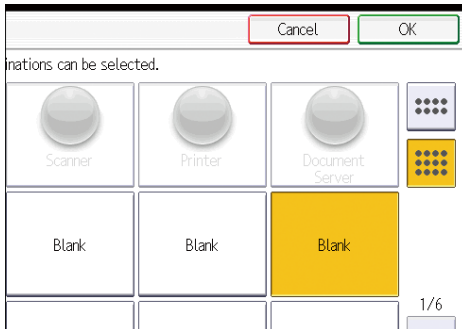 Cancel OK
inations can be selected.
Scanner Printer Document
Server
Blank Blank Blank
1/6